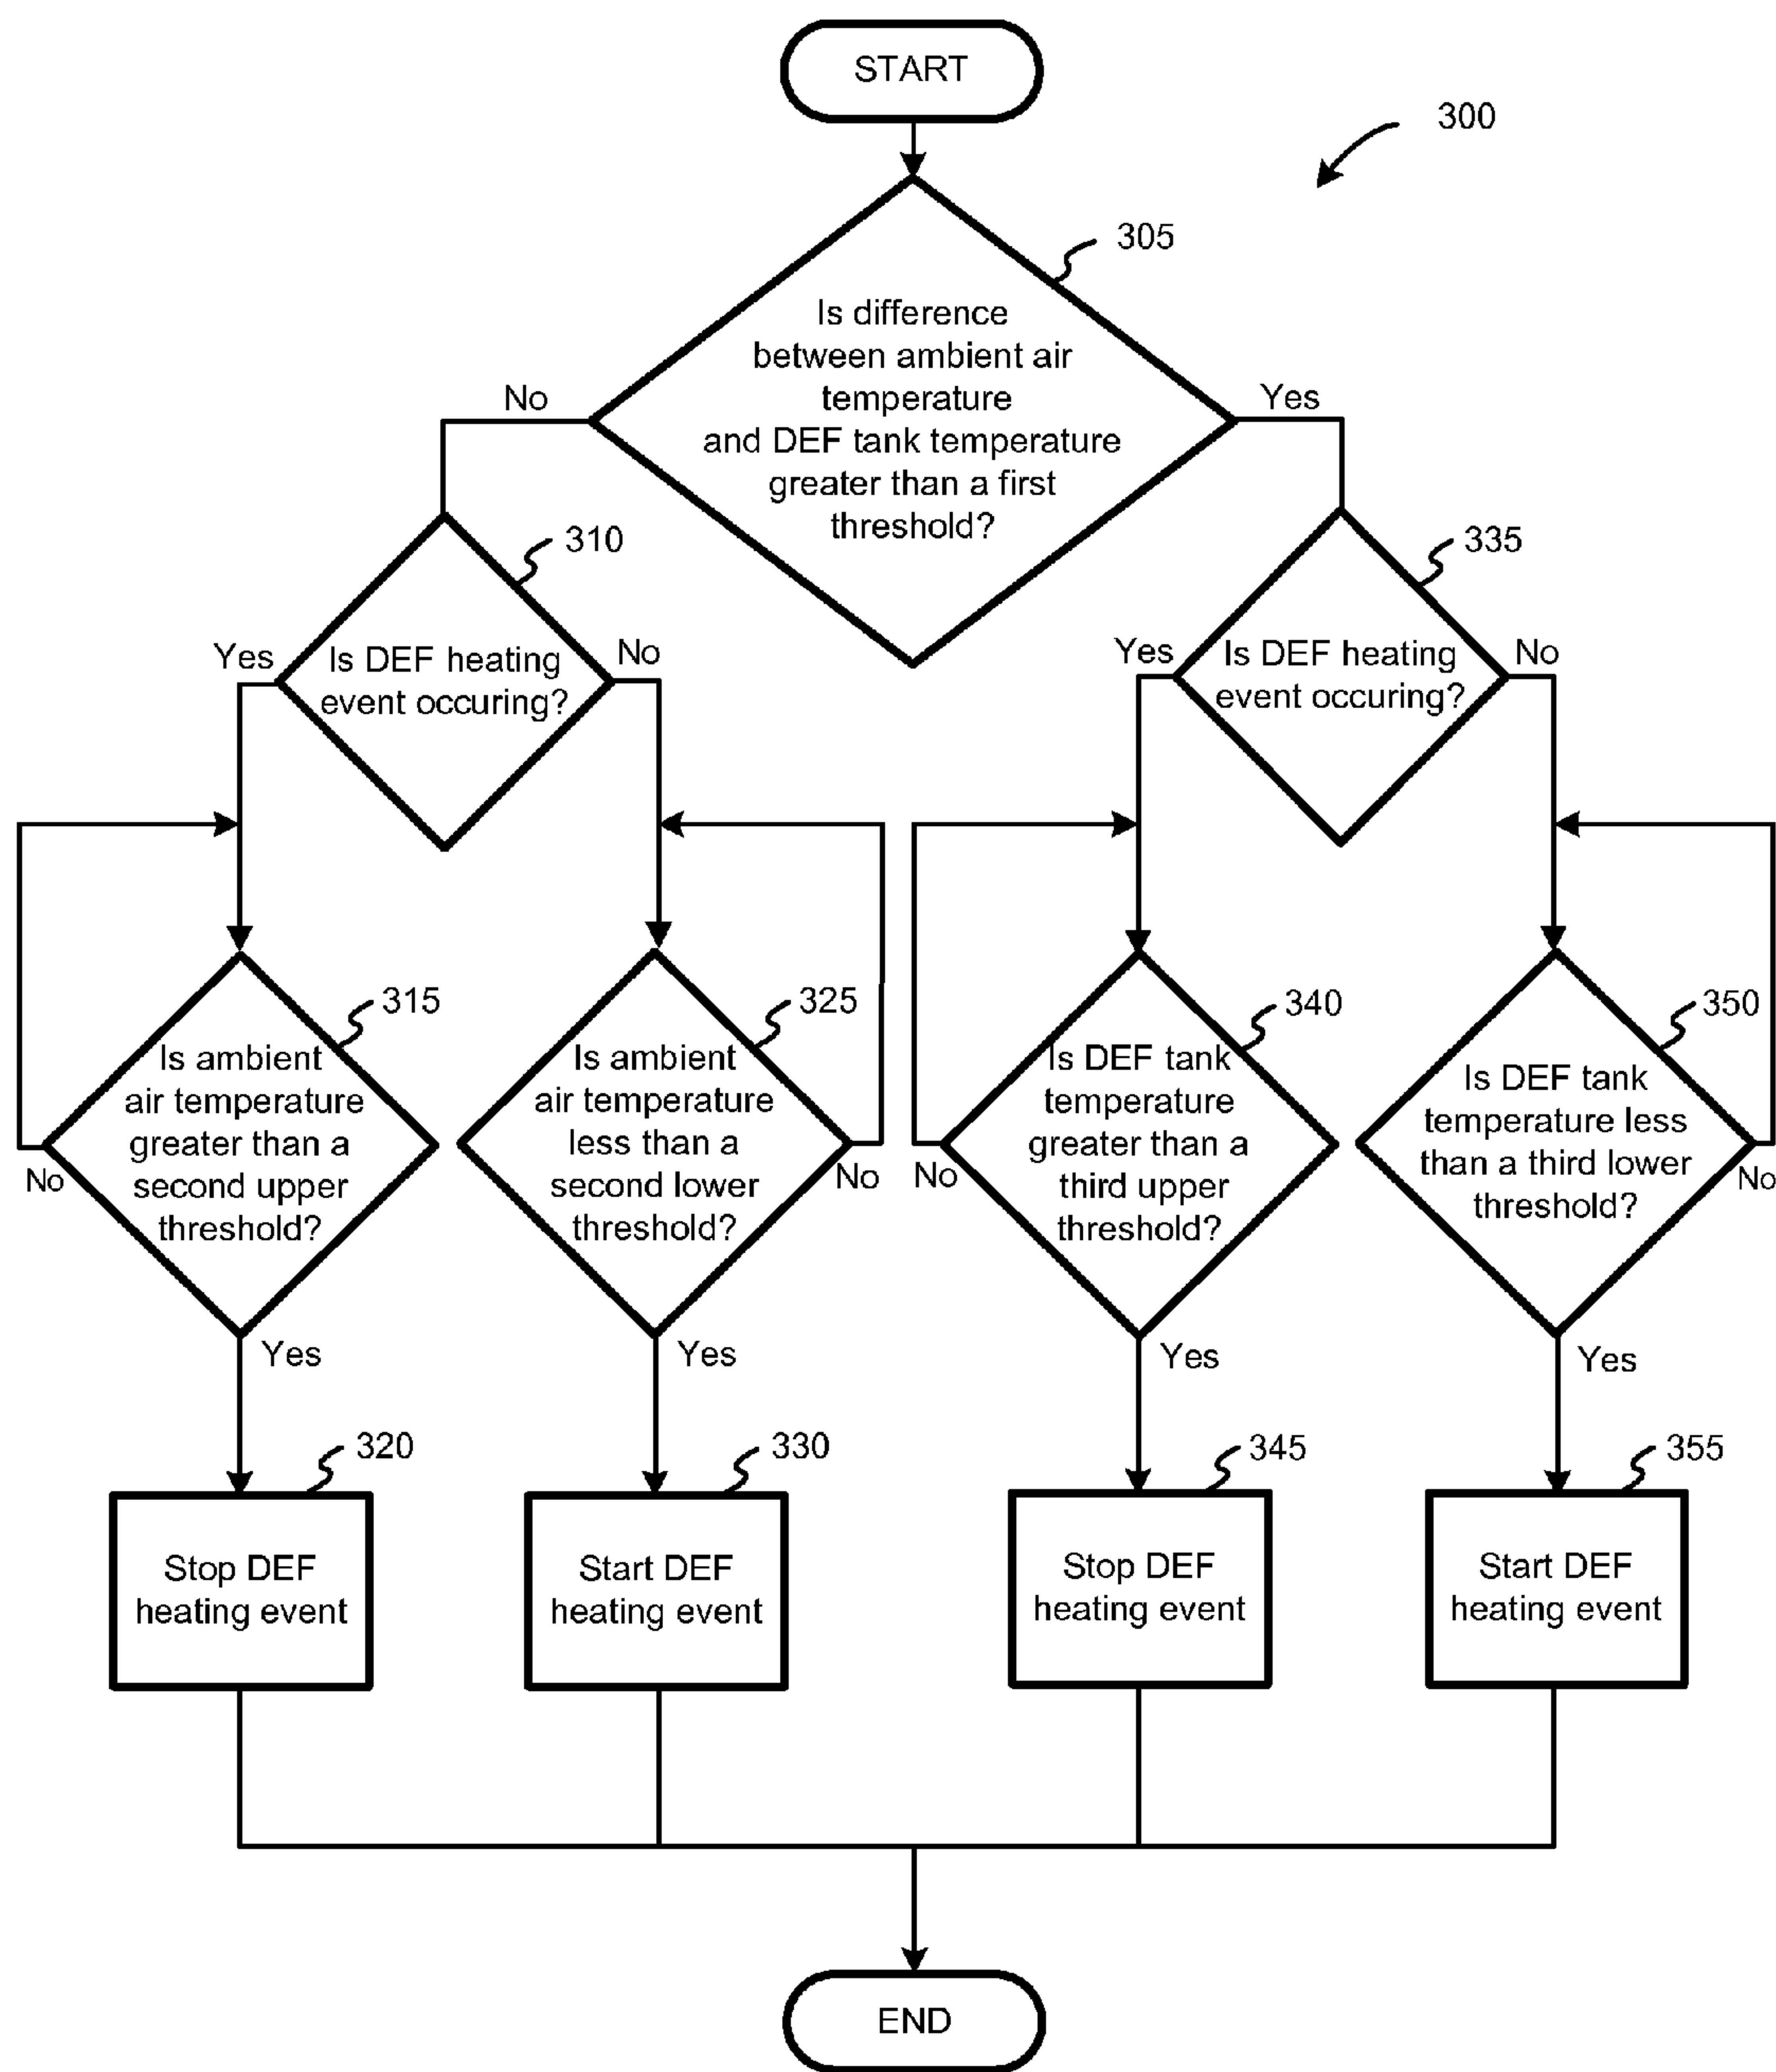 START
300
305
Is difference
between ambient air
temperature
and DEF tank temperature
greater than a first
threshold?
No
Yes
310
Is DEF heating
event occuring?
Yes
No
335
Is DEF heating
event occuring?
Yes
No
315
Is ambient
air temperature
greater than a
second upper
threshold?
No
Yes
325
Is ambient
air temperature
less than a
second lower
threshold?
No
Yes
340
Is DEF tank
temperature
greater than a
third upper
threshold?
No
Yes
350
Is DEF tank
temperature less
than a third lower
threshold?
No
Yes
320
Stop DEF
heating event
330
Start DEF
heating event
345
Stop DEF
heating event
355
Start DEF
heating event
END